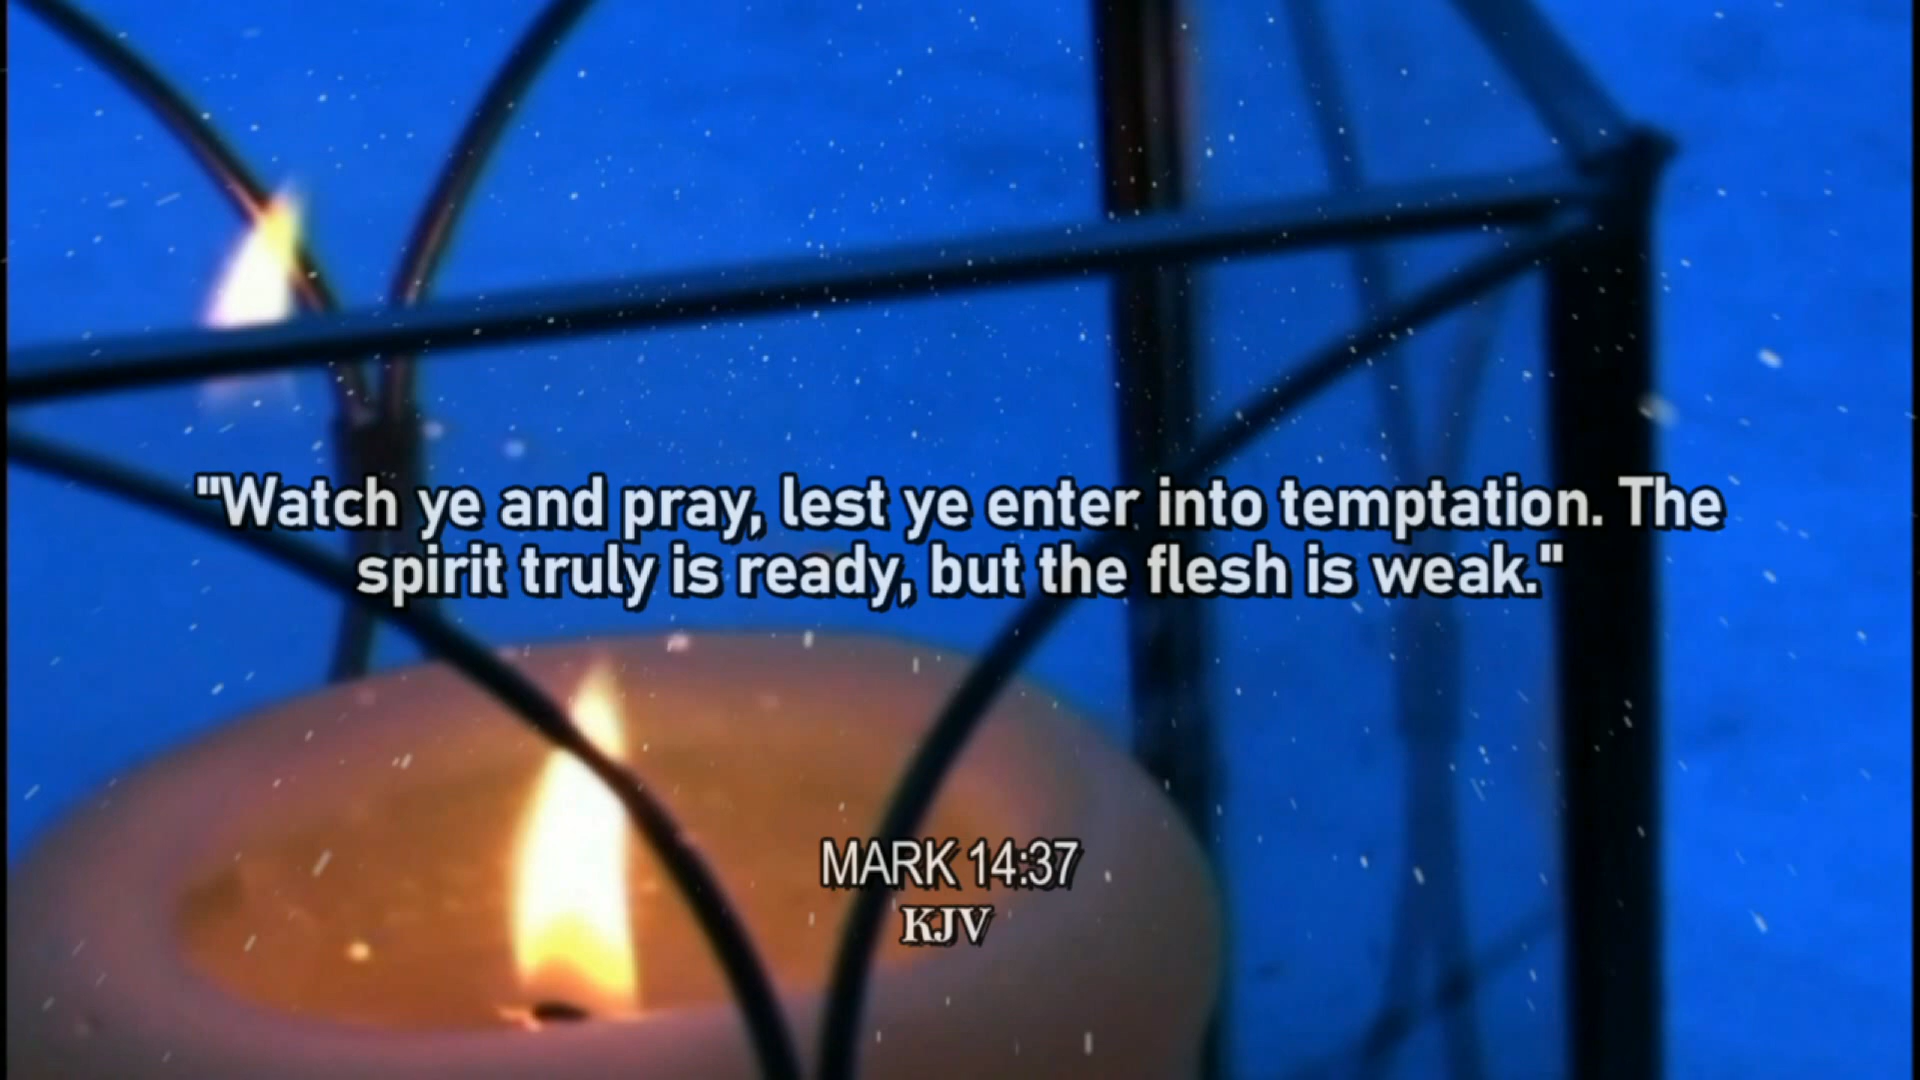 "Watch ye and pray, lest ye enter into temptation. The
spirit truly is ready, but the flesh is weak."
MARK 14:37
KJV